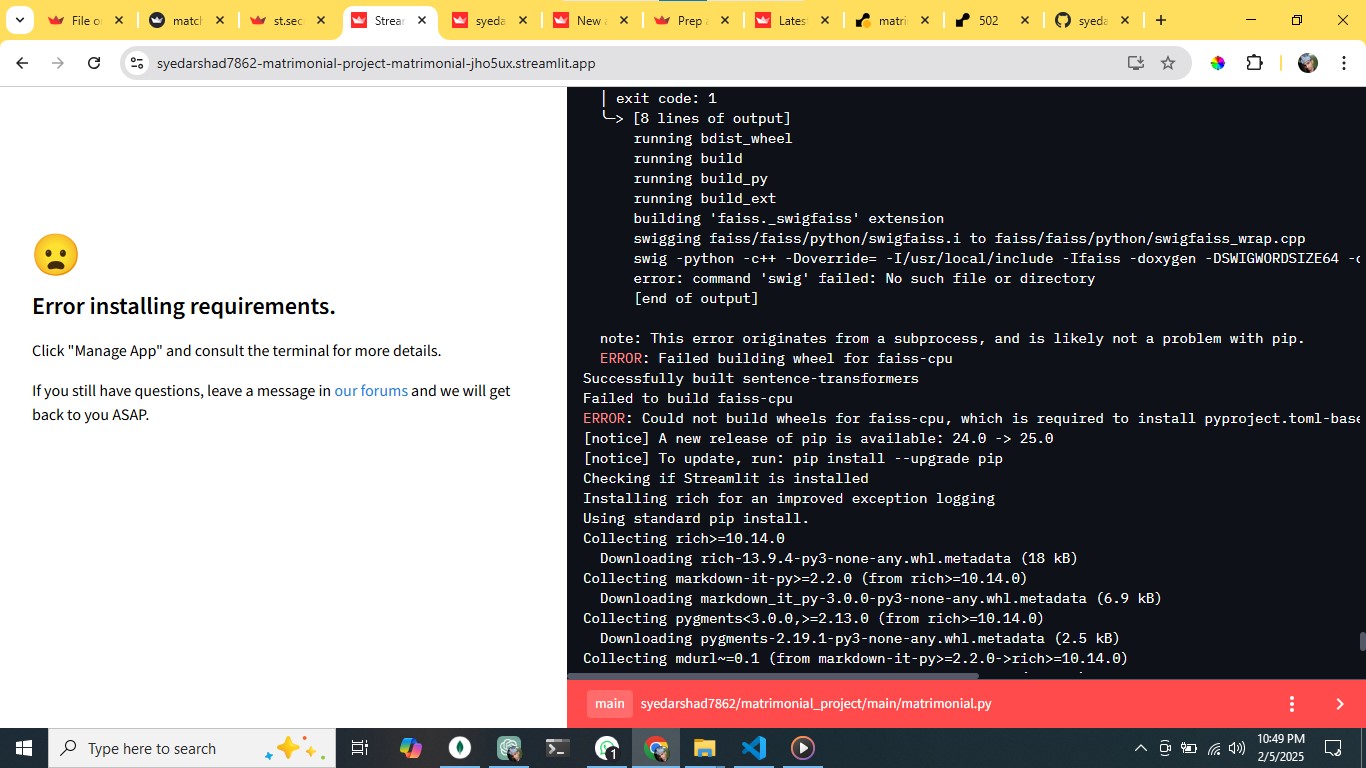 File o
match
st.sec
Strea
syeda
New a
Prep
Lates
matri
502
syeda
syedarshad7862-matrimonial-project-matrimonial-jho5ux.streamlit.app
Error installing requirements.
Click "Manage App" and consult the terminal for more details.
If you still have questions, leave a message in our forums and we will get
back to you ASAP.
│ exit code: 1
╰─> [8 lines of output]
running bdist_wheel
running build
running build_py
running build_ext
building 'faiss._swigfaiss' extension
swigging faiss/faiss/python/swigfaiss.i to faiss/faiss/python/swigfaiss_wrap.cpp
swig -python -c++ -Doverride= -I/usr/local/include -Ifaiss -doxygen -DSWIGWORDSIZE64
error: command 'swig' failed: No such file or directory
[end of output]
note: This error originates from a subprocess, and is likely not a problem with pip.
ERROR: Failed building wheel for faiss-cpu
Successfully built sentence-transformers
Failed to build faiss-cpu
ERROR: Could not build wheels for faiss-cpu, which is required to install pyproject.toml-base
[notice] A new release of pip is available: 24.0 -> 25.0
[notice] To update, run: pip install --upgrade pip
Checking if Streamlit is installed
Installing rich for an improved exception logging
Using standard pip install.
Collecting rich>=10.14.0
Downloading rich-13.9.4-py3-none-any.whl.metadata (18 kB)
Collecting markdown-it-py>=2.2.0 (from rich>=10.14.0)
Downloading markdown_it_py-3.0.0-py3-none-any.whl.metadata (6.9 kB)
Collecting pygments<3.0.0,>=2.13.0 (from rich>=10.14.0)
Downloading pygments-2.19.1-py3-none-any.whl.metadata (2.5 kB)
Collecting mdurl~=0.1 (from markdown-it-py>=2.2.0->rich>=10.14.0)
main syedarshad7862/matrimonial_project/main/matrimonial.py
Type here to search
1
10:49 PM
2/5/2025